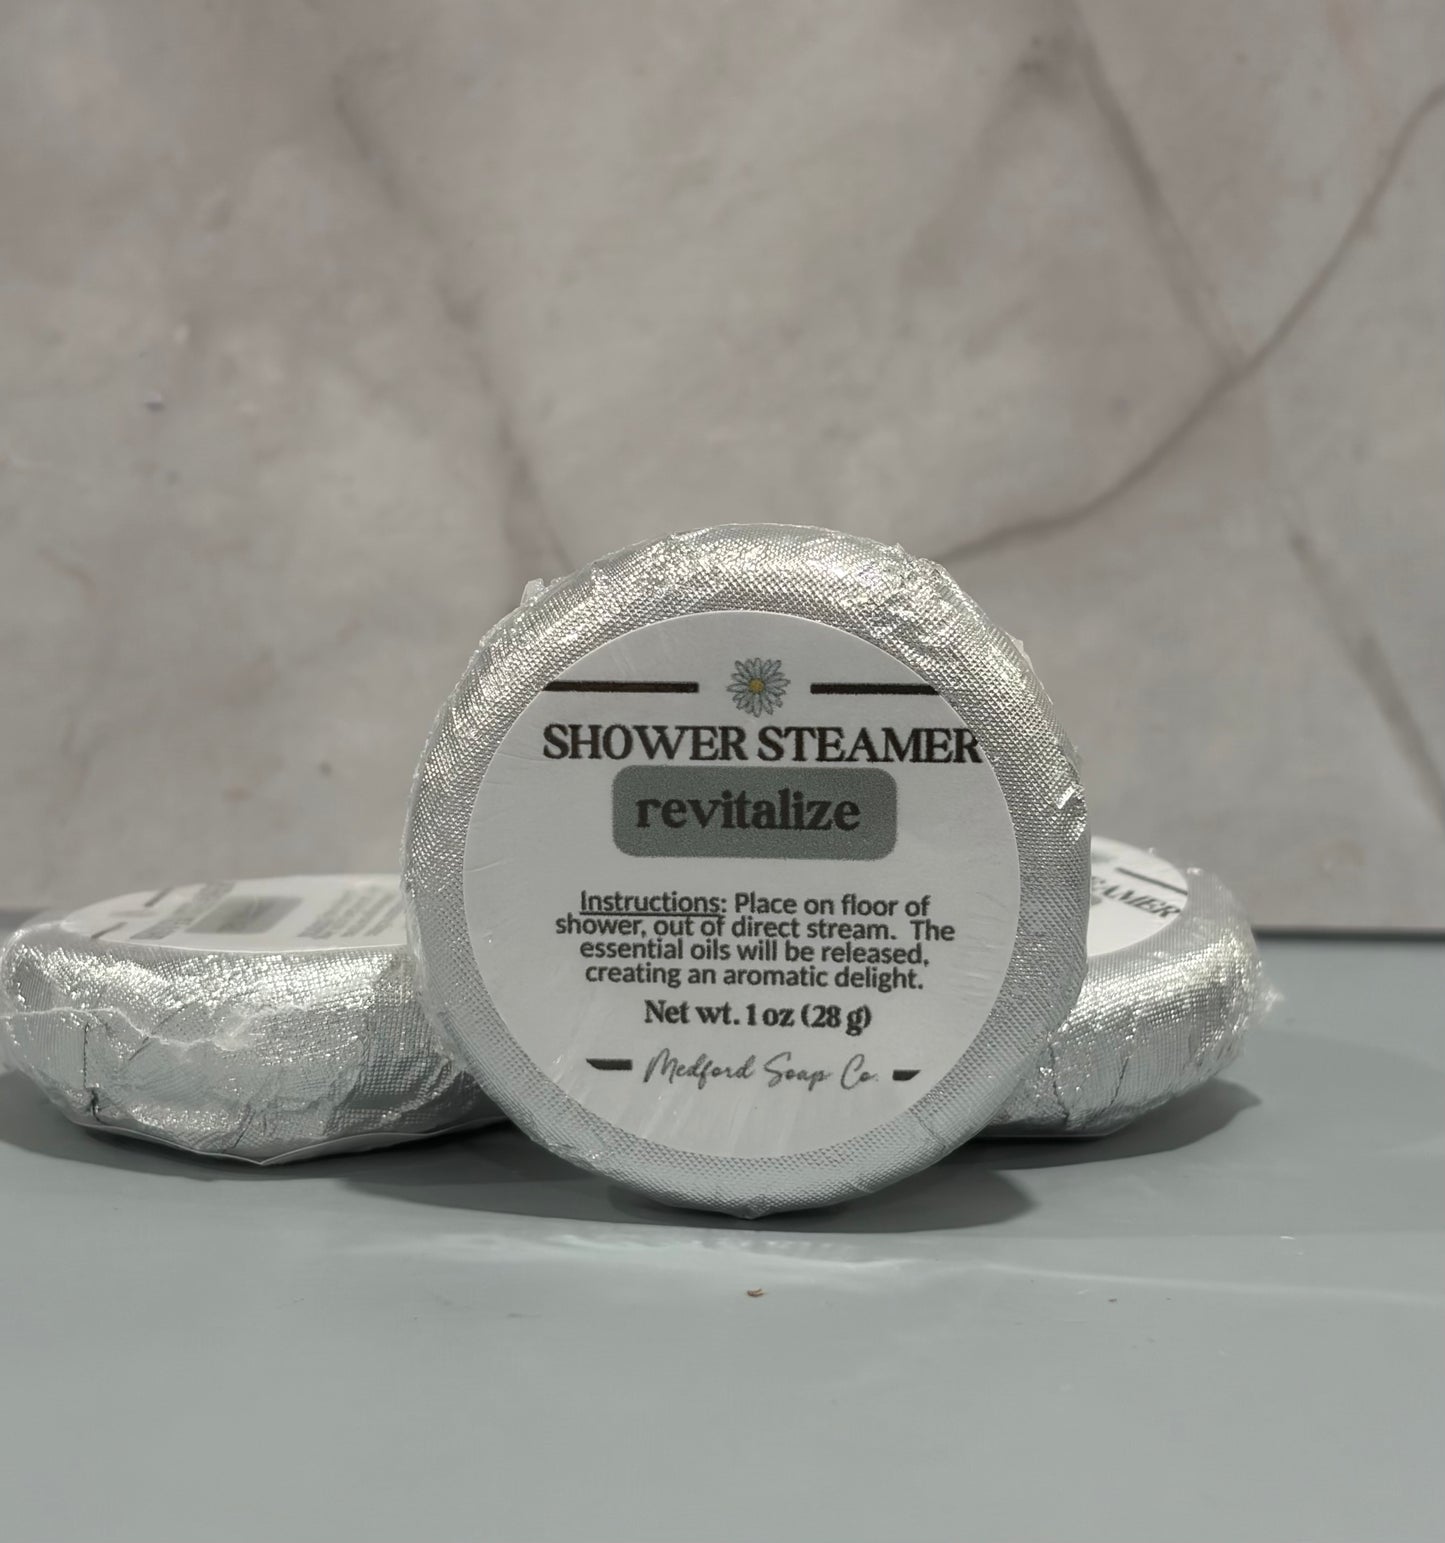 SHOWER STEAMER
revitalize
Instructions: Place on floor of
shower, out of direct stream. The
essential oils will be released,
creating an aromatic delight.
Net wt. 1 oz (28 g)
Medford Soap Co.
EAMER